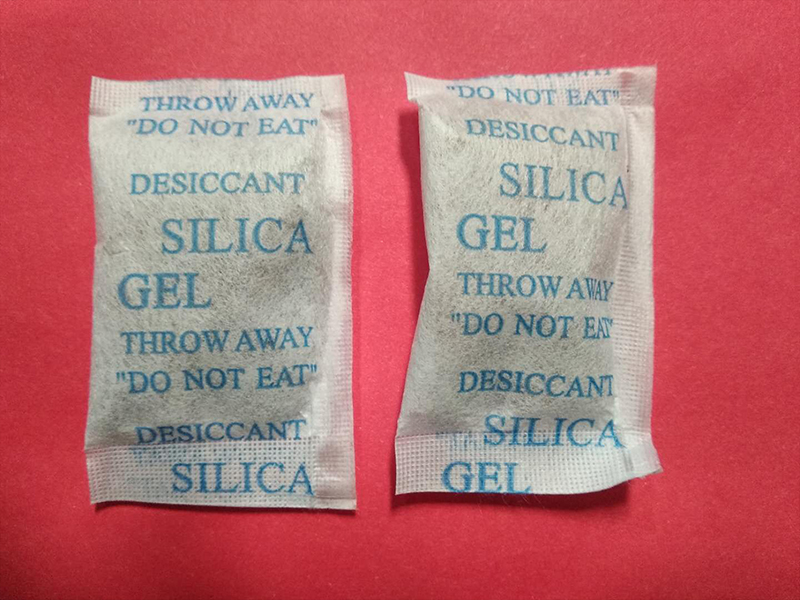 THROW AWAY
"DO NOT EAT"
DESICCANT
SILICA
GEL
THROW AWAY
"DO NOT EAT"
DESICCANT
SILICA
"DO NOT EAT"
DESICCANT
SILICA
GEL
THROW AWAY
"DO NOT EAT"
DESICCANT
SILICA
GEL